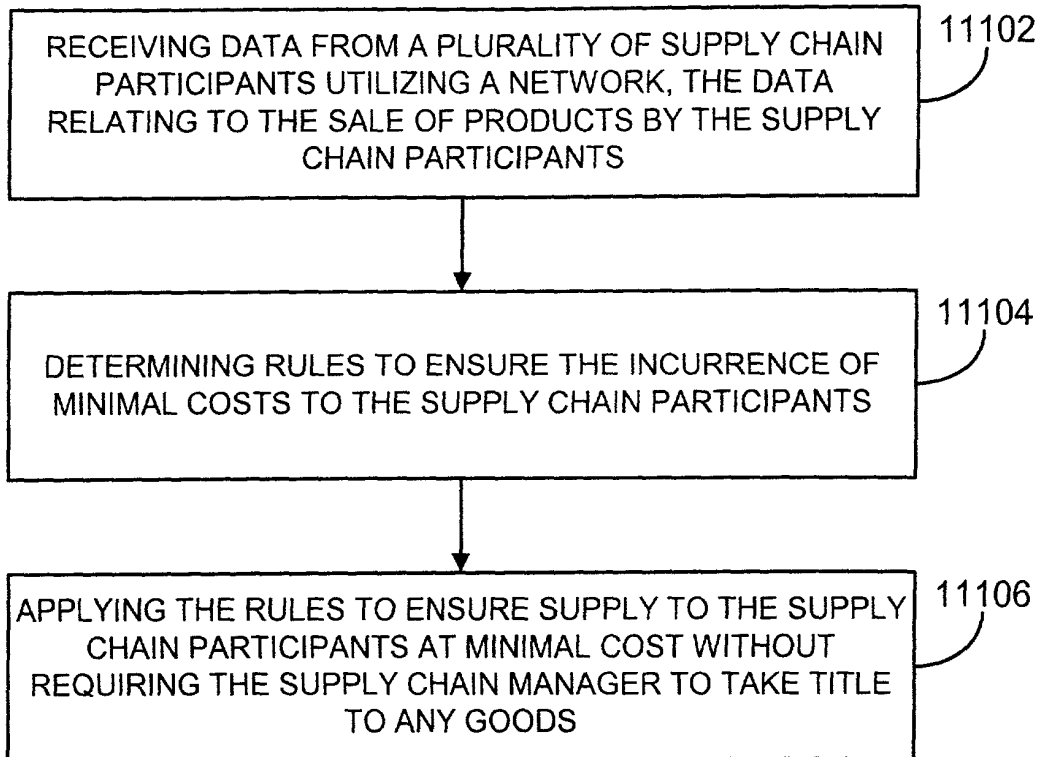 RECEIVING DATA FROM A PLURALITY OF SUPPLY CHAIN
PARTICIPANTS UTILIZING A NETWORK, THE DATA
RELATING TO THE SALE OF PRODUCTS BY THE SUPPLY
CHAIN PARTICIPANTS
11102
DETERMINING RULES TO ENSURE THE INCURRENCE OF
MINIMAL COSTS TO THE SUPPLY CHAIN PARTICIPANTS
11104
APPLYING THE RULES TO ENSURE SUPPLY TO THE SUPPLY
CHAIN PARTICIPANTS AT MINIMAL COST WITHOUT
REQUIRING THE SUPPLY CHAIN MANAGER TO TAKE TITLE
TO ANY GOODS
11106